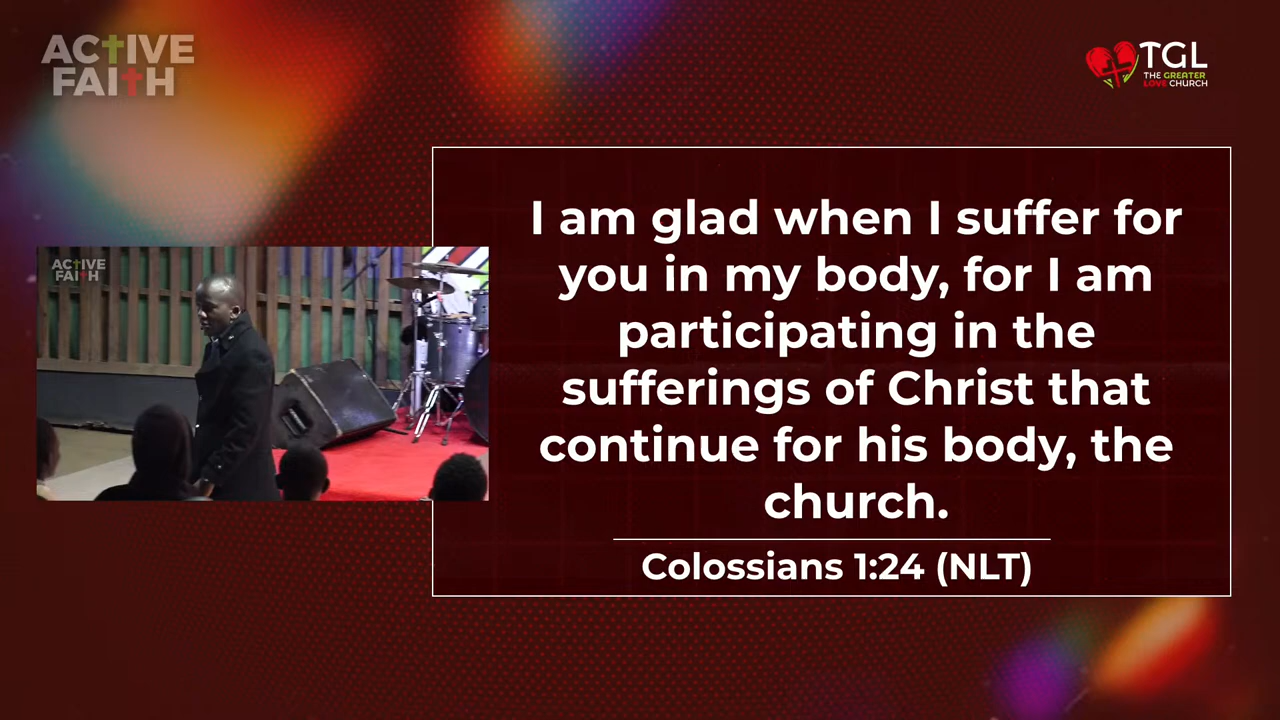 ACTIVE
FAITH
TGL
THE GREATER
LOVE CHURCH
I am glad when I suffer for
you in my body, for I am
participating in the
sufferings of Christ that
continue for his body, the
church.
Colossians 1:24 (NLT)
ACTIVE
FAITH